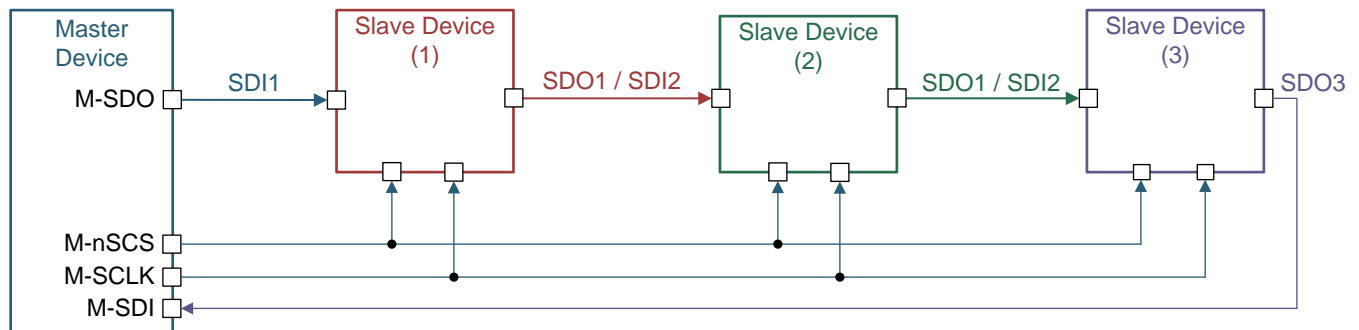 Master
Device
Slave Device
(1)
Slave Device
(2)
Slave Device
(3)
M-SDO
SDI1
SDO1 / SDI2
SDO1 / SDI2
SDO3
M-nSCS
M-SCLK
M-SDI